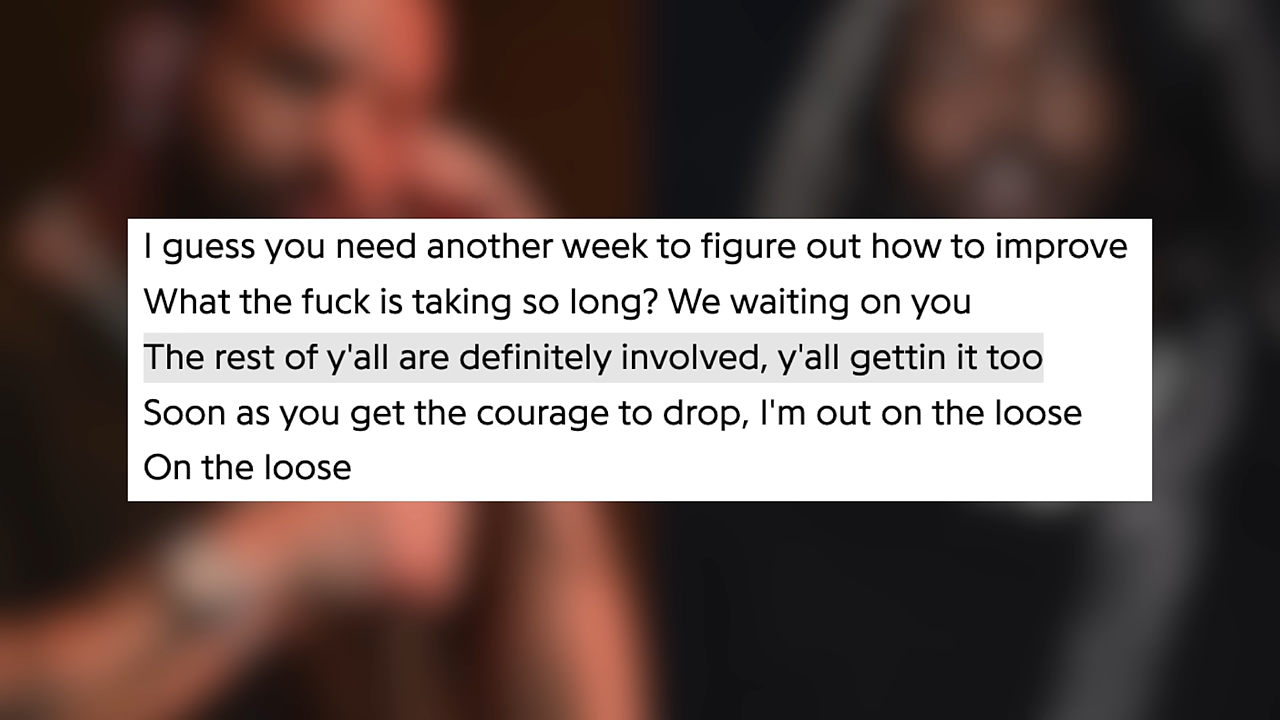 I guess you need another week to figure out how to improve
What the fuck is taking so long? We waiting on you
The rest of y'all are definitely involved, y'all gettin it too
Soon as you get the courage to drop, I'm out on the loose
On the loose